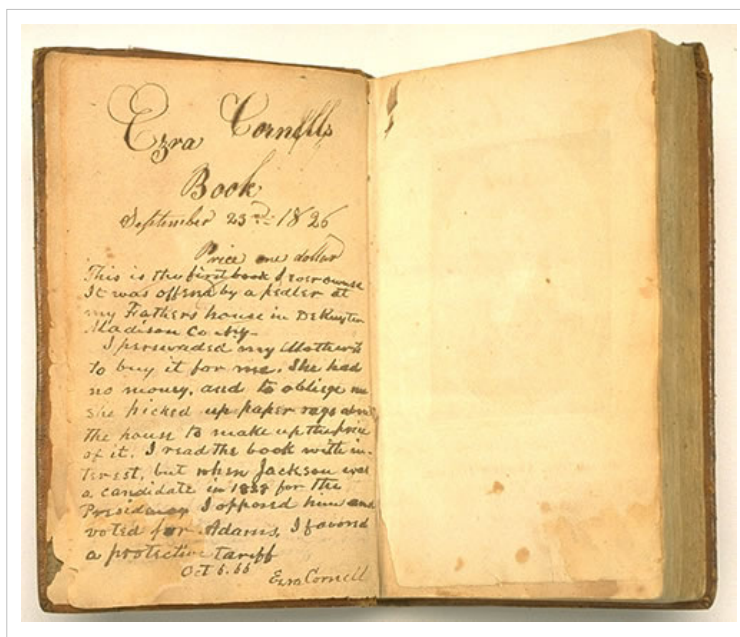 Ezra Cornells
Book
September 23rd 1826
Price one dollar
This is the first book I ever owned
It was offered by a pedler at
my Fathers house in DeRuyter
Madison Co Ny-
I persuaded my Mother
to buy it for me. She had
no money, and to obliege me
she picked up paper rags about
the house to make up the price
of it. I read the book with in-
terest, but when Jackson was
a candidate in 1828 for the
Presidency I opposed him and
voted for Adams, I favord
a protective tariff
Oct 6. 66
Ezra Cornell